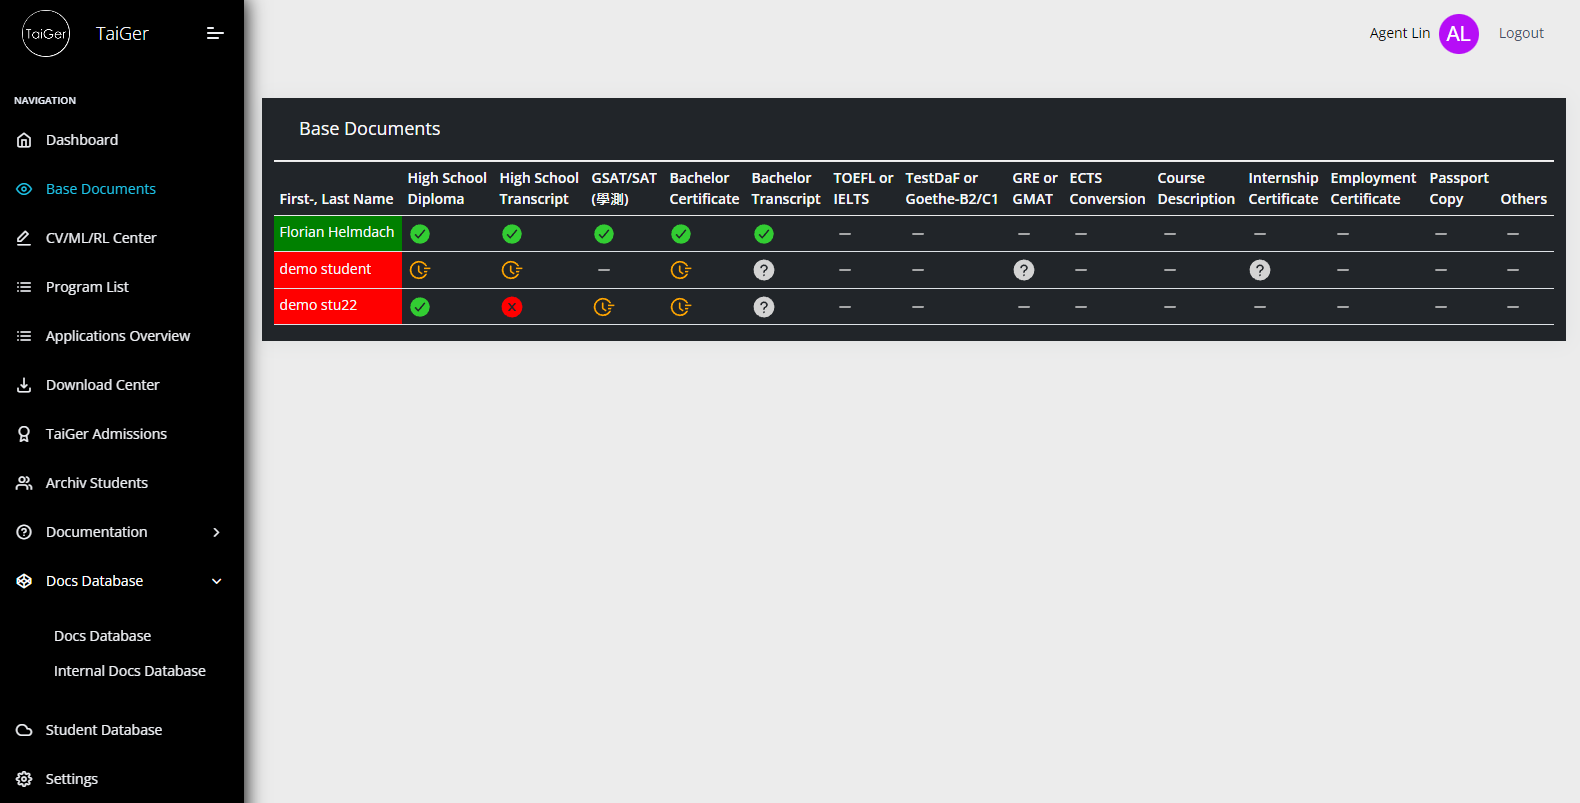 TaiGer
TaiGer
Agent Lin
AL
Logout
NAVIGATION
Dashboard
Base Documents
CV/ML/RL Center
Program List
Applications Overview
Download Center
TaiGer Admissions
Archiv Students
Documentation
Docs Database
Docs Database
Internal Docs Database
Student Database
Settings
Base Documents
First-, Last Name
High School
Diploma
High School
Transcript
GSAT/SAT
(學測)
Bachelor
Certificate
Bachelor
Transcript
TOEFL or
IELTS
TestDaF or
Goethe-B2/C1
GRE or
GMAT
ECTS
Conversion
Course
Description
Internship
Certificate
Employment
Certificate
Passport
Copy
Others
Florian Helmdach
demo student
demo stu22